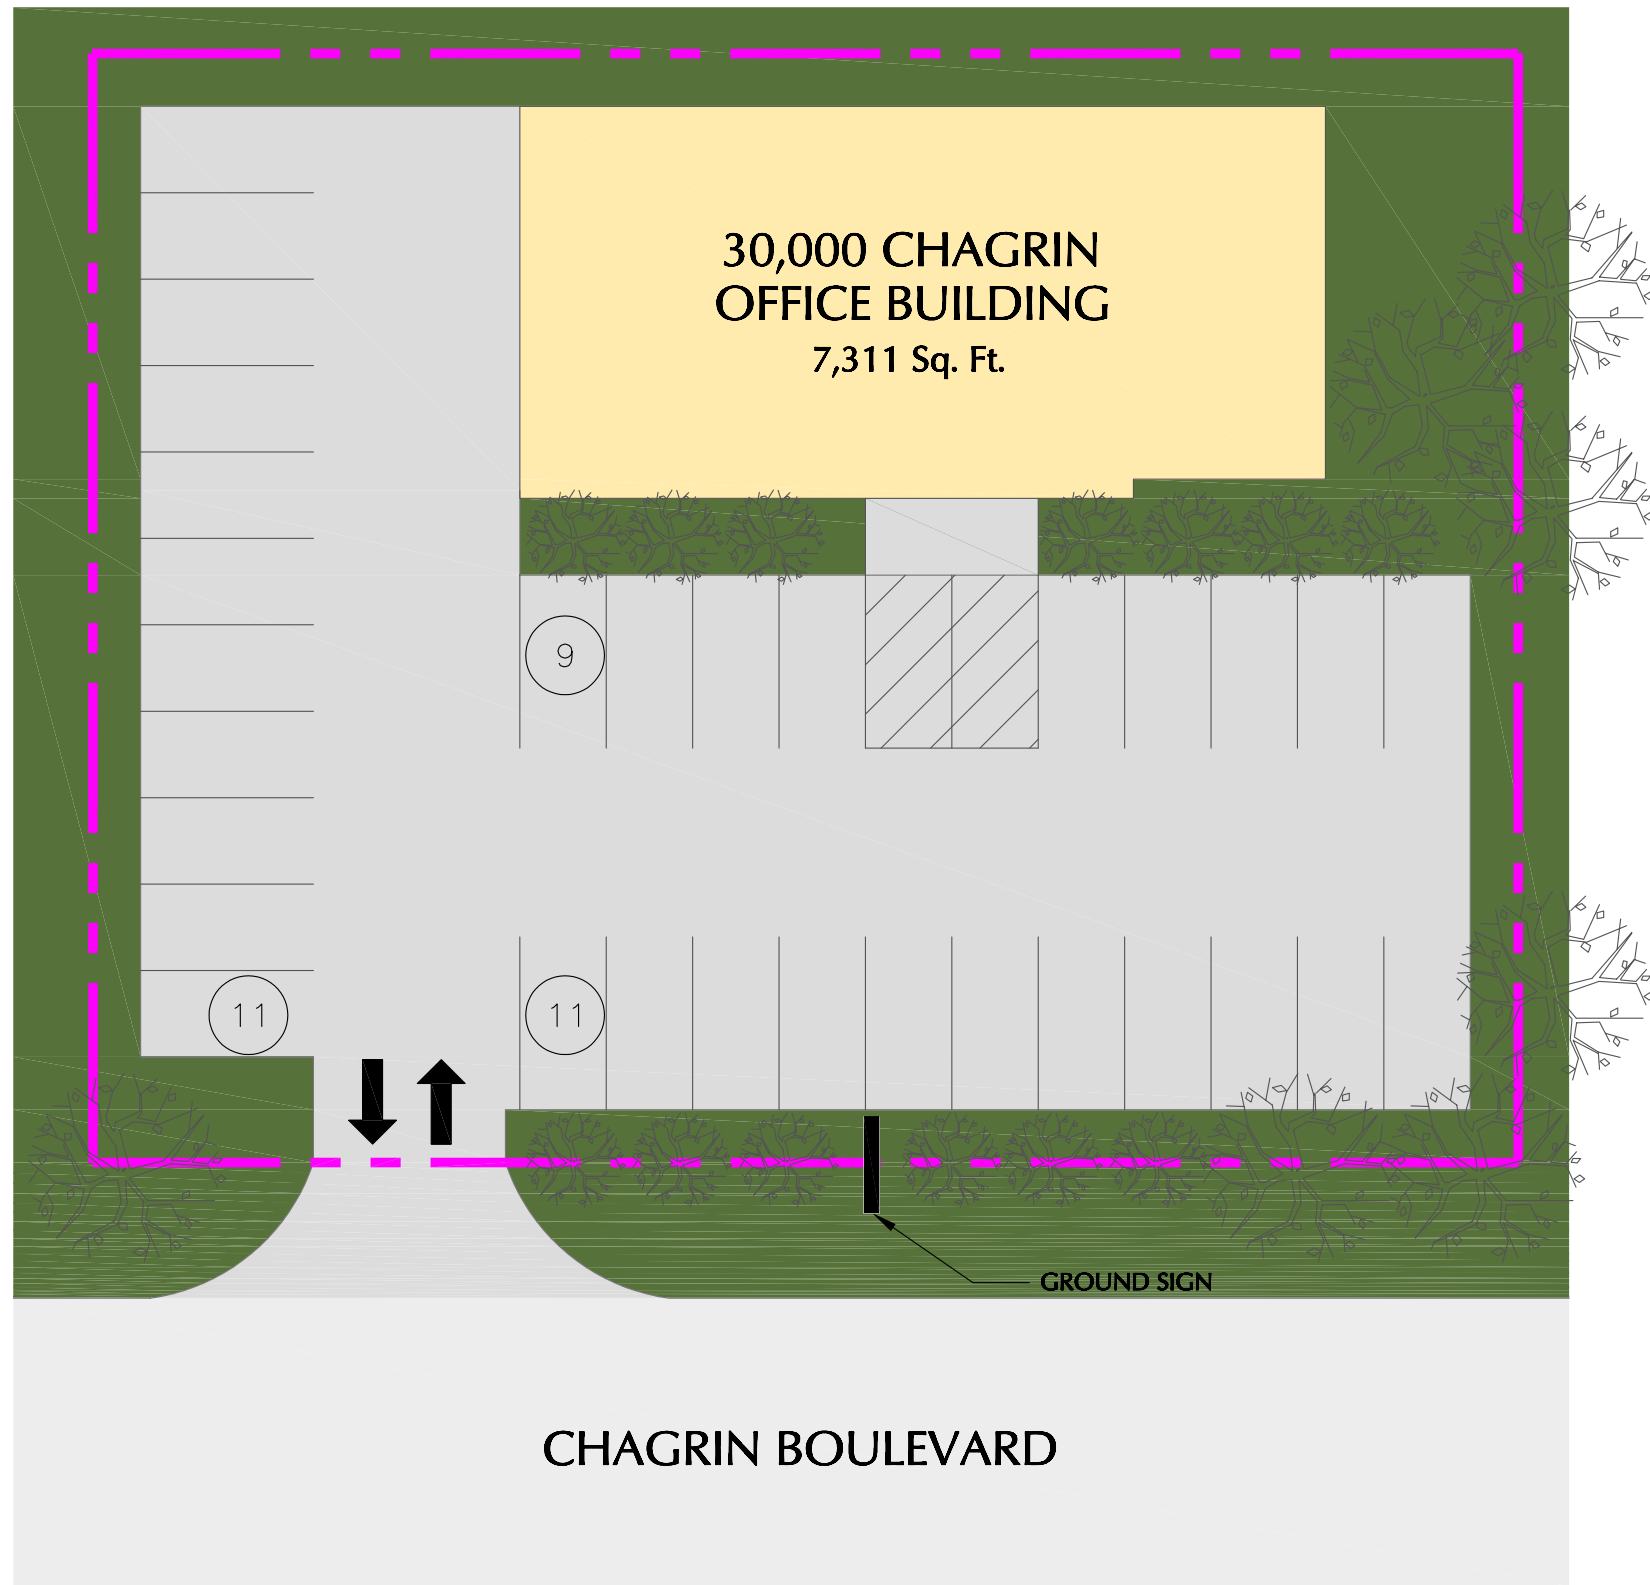 30,000 CHAGRIN
OFFICE BUILDING
7,311 Sq. Ft.
9
11
11
GROUND SIGN
CHAGRIN BOULEVARD